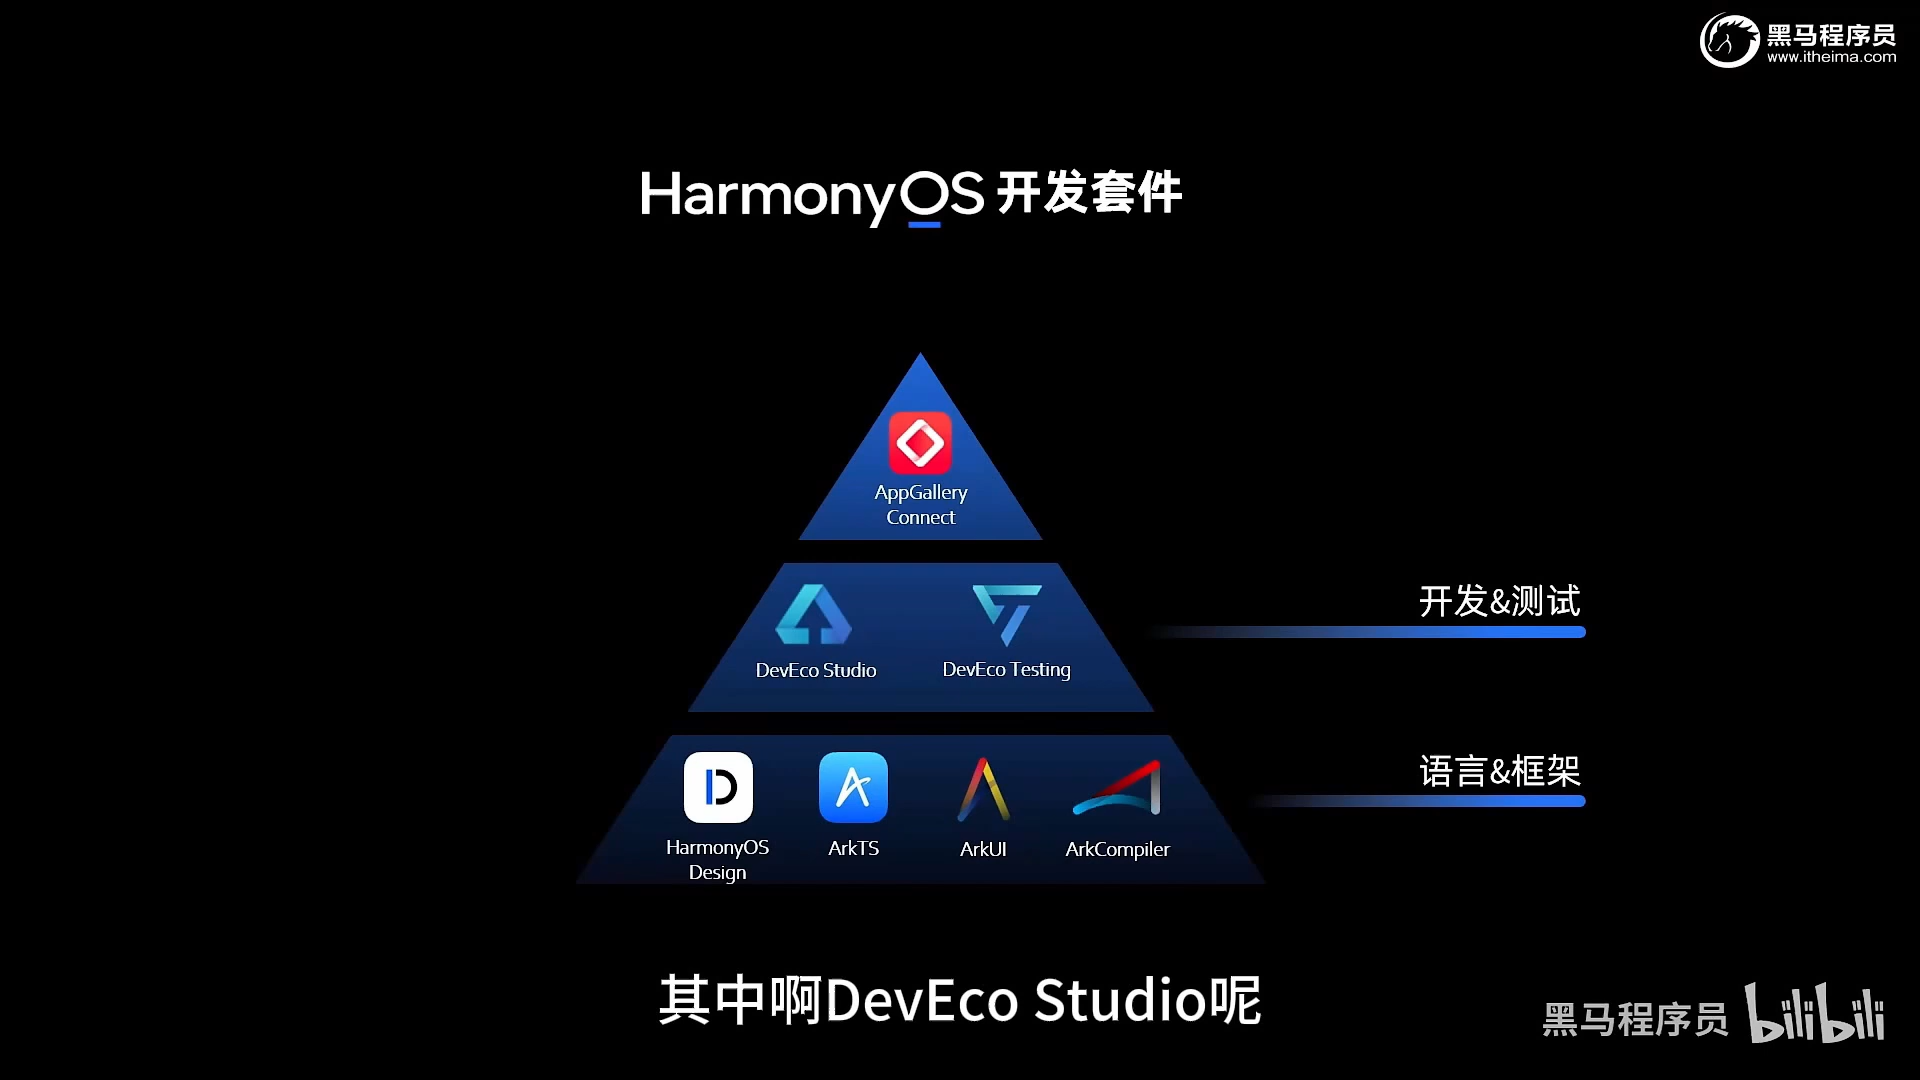 黑马程序员
www.itheima.com
HarmonyOS 开发套件
AppGallery
Connect
开发&测试
DevEco Studio
DevEco Testing
语言&框架
HarmonyOS
Design
ArkTS
ArkUI
ArkCompiler
其中啊DevEco Studio呢
黑马程序员 bilibili